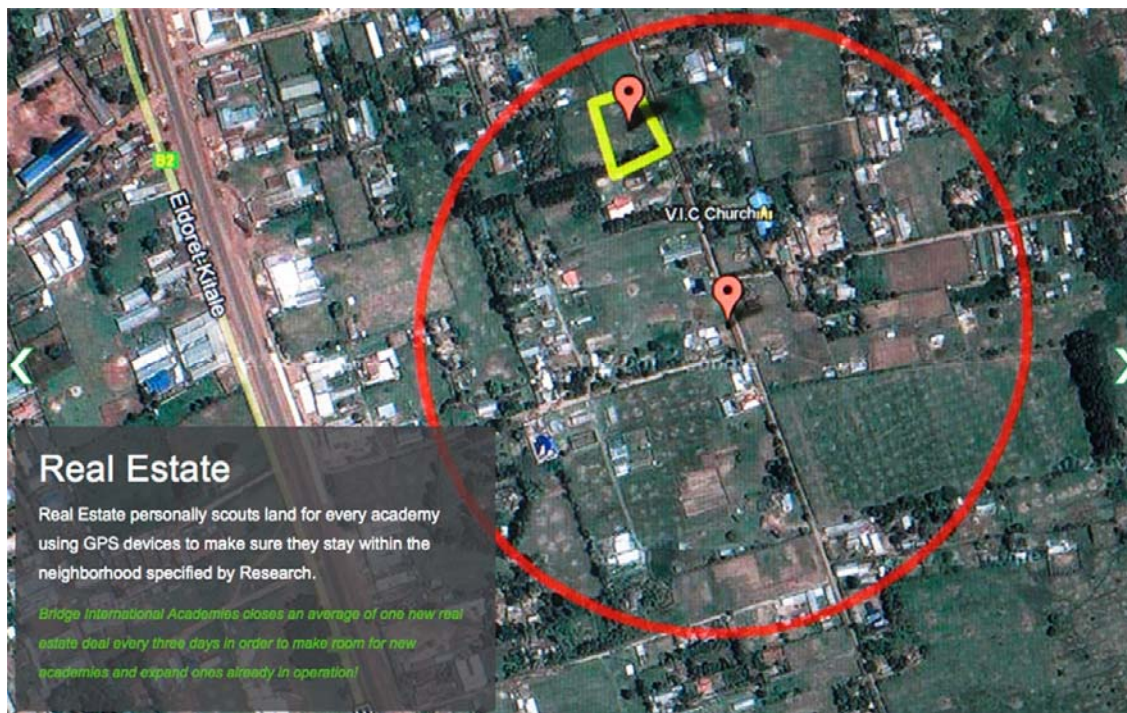 B2
Eldoret-Kitale
V.I.C Church
Real Estate
Real Estate personally scouts land for every academy
using GPS devices to make sure they stay within the
neighborhood specified by Research.
Bridge International Academies closes an average of one new real
estate deal every three days in order to make room for new
academies and expand ones already in operation!